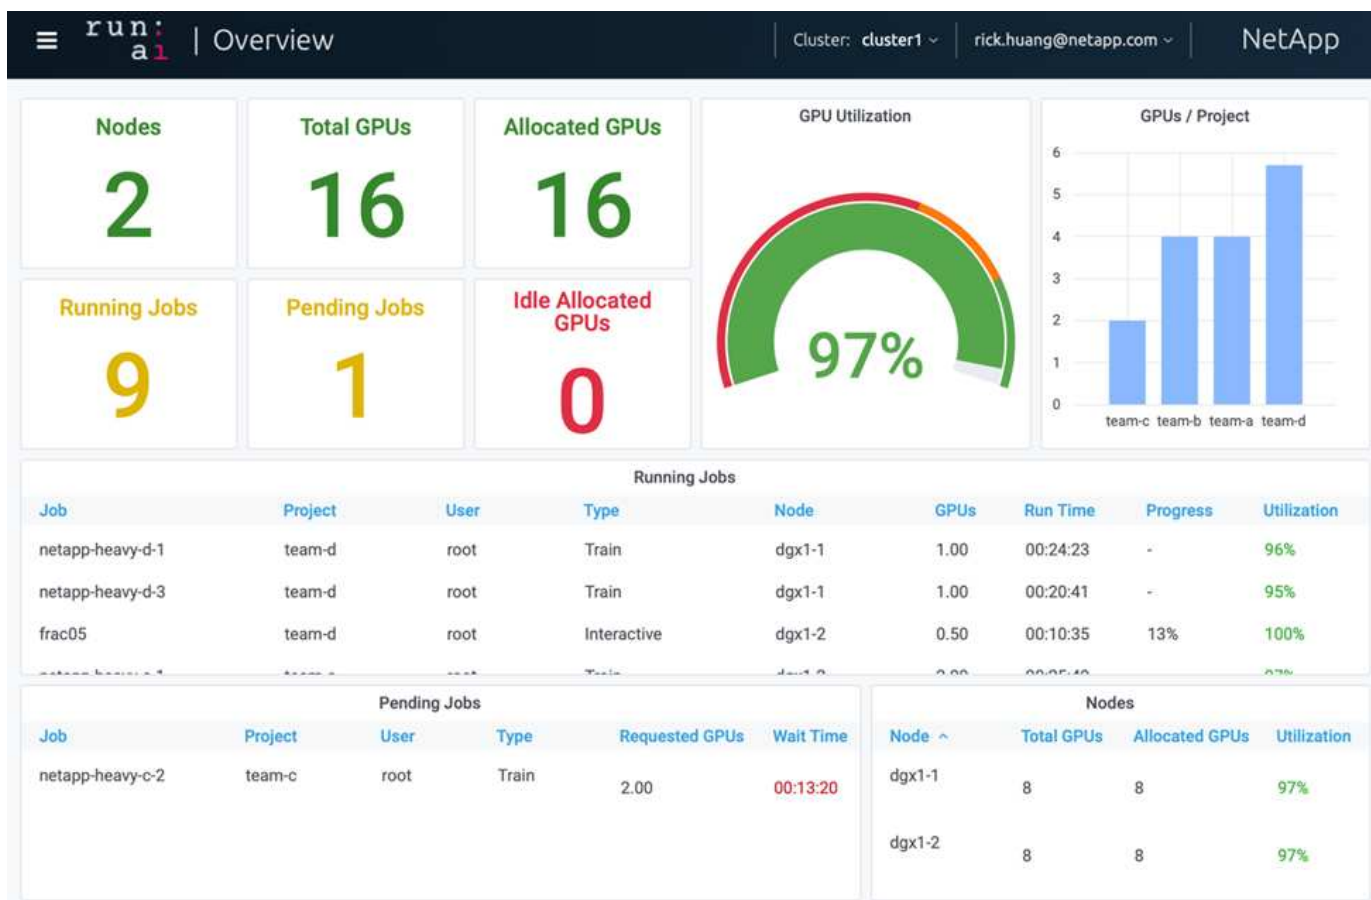 run: ai | Overview Cluster: cluster1 rick.huang@netapp.com NetApp
Nodes
2
Total GPUs
16
Allocated GPUs
16
Running Jobs
9
Pending Jobs
1
Idle Allocated
GPUs
0
GPU Utilization
97%
GPUs / Project
6
5
4
3
2
1
0
team-c team-b team-a team-d
Running Jobs
Job Project User Type Node GPUs Run Time Progress Utilization
netapp-heavy-d-1 team-d root Train dgx1-1 1.00 00:24:23 - 96%
netapp-heavy-d-3 team-d root Train dgx1-1 1.00 00:20:41 - 95%
frac05 team-d root Interactive dgx1-2 0.50 00:10:35 13% 100%
Pending Jobs
Job Project User Type Requested GPUs Wait Time
netapp-heavy-c-2 team-c root Train 2.00 00:13:20
Nodes
Node Total GPUs Allocated GPUs Utilization
dgx1-1 8 8 97%
dgx1-2 8 8 97%